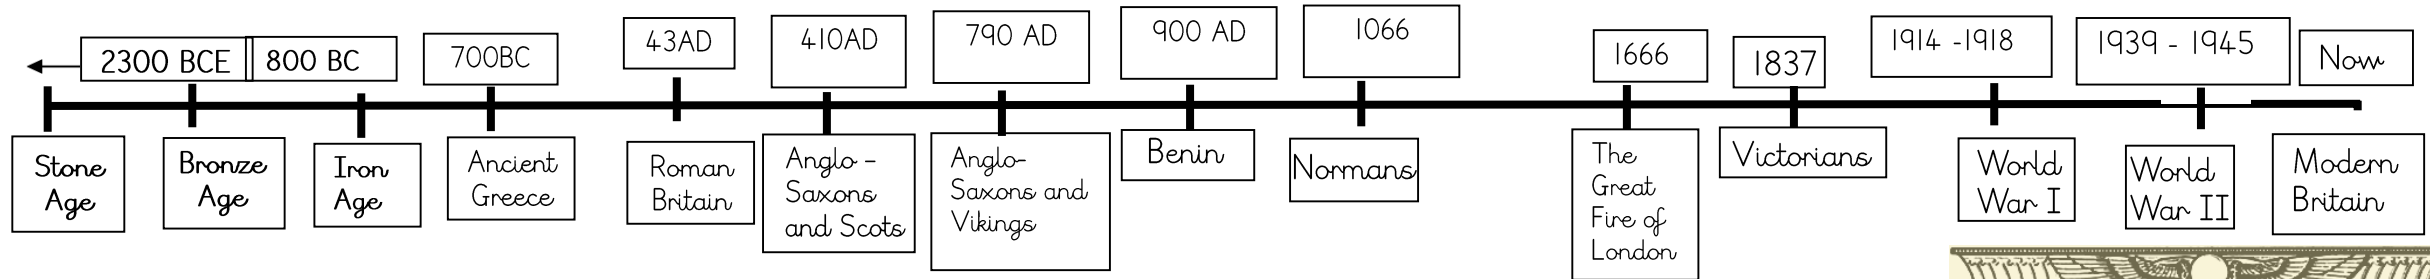 2300 BCE
800 BC
700BC
43AD
410AD
790 AD
900 AD
1066
1666
1837
1914 -1918
1939 - 1945
Now
Stone
Age
Bronze
Age
Iron
Age
Ancient
Greece
Roman
Britain
Anglo -
Saxons
and Scots
Anglo-
Saxons and
Vikings
Benin
Normans
The
Great
Fire of
London
Victorians
World
War I
World
War II
Modern
Britain